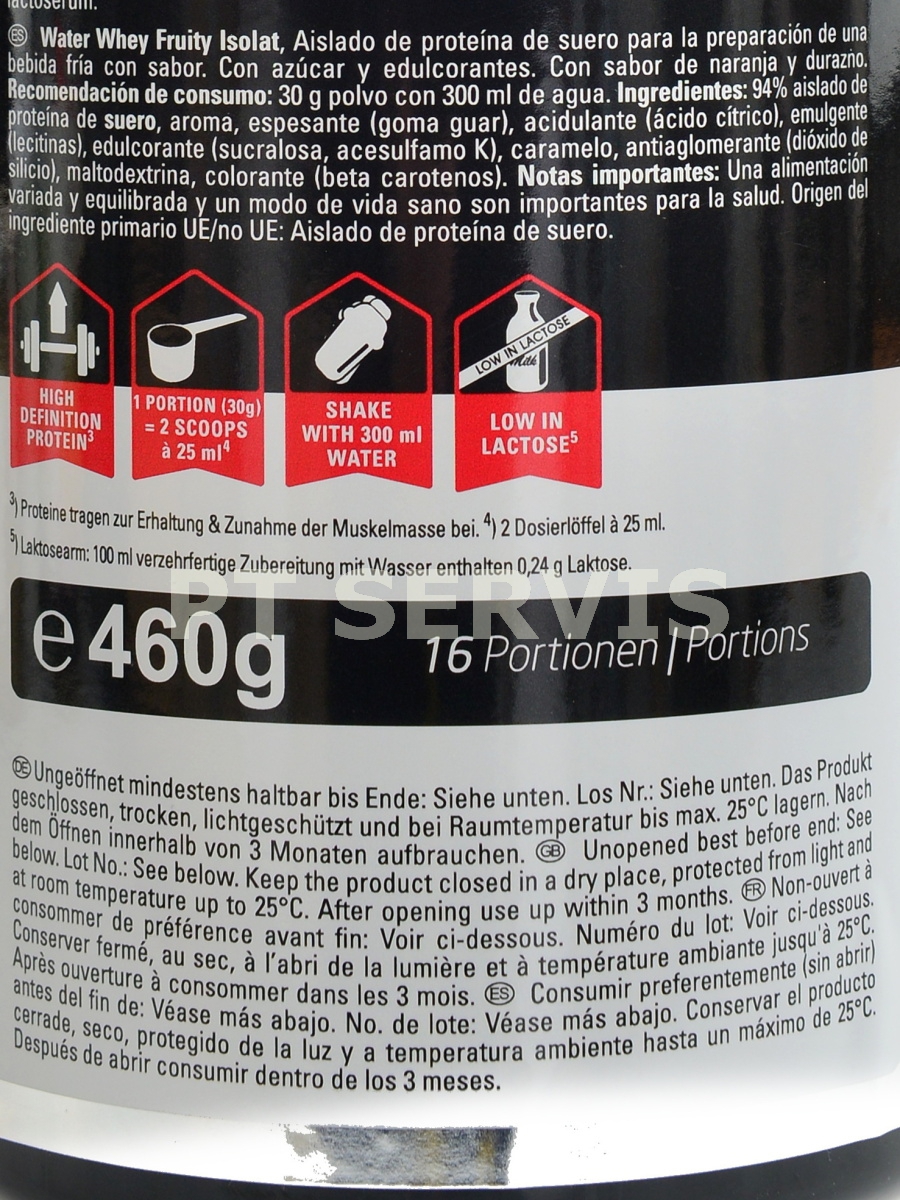 lactosérum.
ES Water Whey Fruity Isolat, Aislado de proteína de suero para la preparación de una
bebida fría con sabor. Con azúcar y edulcorantes. Con sabor de naranja y durazno.
Recomendación de consumo: 30 g polvo con 300 ml de agua. Ingredientes: 94% aislado de
proteína de suero, aroma, espesante (goma guar), acidulante (ácido cítrico), emulgente
(lecitinas), edulcorante (sucralosa, acesulfamo K), caramelo, antiaglomerante (dióxido de
silicio), maltodextrina, colorante (beta carotenos). Notas importantes: Una alimentación
variada y equilibrada y un modo de vida sano son importantes para la salud. Origen del
ingrediente primario UE/no UE: Aislado de proteína de suero.
HIGH
DEFINITION
PROTEIN³
1 PORTION (30g)
= 2 SCOOPS
à 25 ml⁴
SHAKE
WITH 300 ml
WATER
LOW IN LACTOSE
Milk
LOW IN
LACTOSE⁵
³) Proteine tragen zur Erhaltung & Zunahme der Muskelmasse bei. ⁴) 2 Dosierlöffel à 25 ml.
⁵) Laktosearm: 100 ml verzehrfertige Zubereitung mit Wasser enthalten 0,24 g Laktose.
PT SERVIS
e 460g
16 Portionen | Portions
DE Ungeöffnet mindestens haltbar bis Ende: Siehe unten. Los Nr.: Siehe unten. Das Produkt
geschlossen, trocken, lichtgeschützt und bei Raumtemperatur bis max. 25°C lagern. Nach
dem Öffnen innerhalb von 3 Monaten aufbrauchen. GB Unopened best before end: See
below. Lot No.: See below. Keep the product closed in a dry place, protected from light and
at room temperature up to 25°C. After opening use up within 3 months. FR Non-ouvert à
consommer de préférence avant fin: Voir ci-dessous. Numéro du lot: Voir ci-dessous.
Conserver fermé, au sec, à l'abri de la lumière et à température ambiante jusqu'à 25°C.
Après ouverture à consommer dans les 3 mois. ES Consumir preferentemente (sin abrir)
antes del fin de: Véase más abajo. No. de lote: Véase más abajo. Conservar el producto
cerrade, seco, protegido de la luz y a temperatura ambiente hasta un máximo de 25°C.
Después de abrir consumir dentro de los 3 meses.